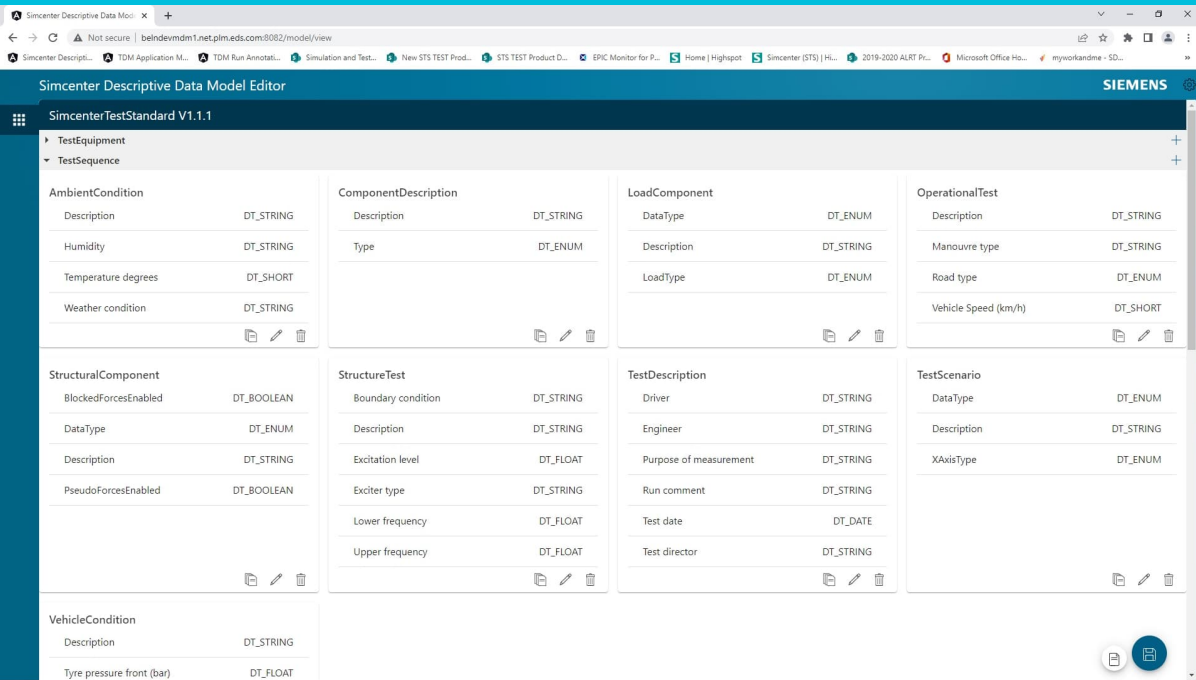 Simcenter Descriptive Data Mod
Not secure | belndevmdm1.net.plm.eds.com:8082/model/view
Simcenter Descripti... TDM Application M... TDM Run Annotati... Simulation and Test... New STS TEST Prod... STS TEST Product D... EPIC Monitor for P... Home | Highspot Simcenter (STS) | Hi... 2019-2020 ALRT Pr... Microsoft Office Ho... myworkandme - SD... »
Simcenter Descriptive Data Model Editor SIEMENS
SimcenterTestStandard V1.1.1
TestEquipment
TestSequence
AmbientCondition
Description DT_STRING
Humidity DT_STRING
Temperature degrees DT_SHORT
Weather condition DT_STRING
ComponentDescription
Description DT_STRING
Type DT_ENUM
LoadComponent
DataType DT_ENUM
Description DT_STRING
LoadType DT_ENUM
OperationalTest
Description DT_STRING
Manouvre type DT_STRING
Road type DT_ENUM
Vehicle Speed (km/h) DT_SHORT
StructuralComponent
BlockedForcesEnabled DT_BOOLEAN
DataType DT_ENUM
Description DT_STRING
PseudoForcesEnabled DT_BOOLEAN
StructureTest
Boundary condition DT_STRING
Description DT_STRING
Excitation level DT_FLOAT
Exciter type DT_STRING
Lower frequency DT_FLOAT
Upper frequency DT_FLOAT
TestDescription
Driver DT_STRING
Engineer DT_STRING
Purpose of measurement DT_STRING
Run comment DT_STRING
Test date DT_DATE
Test director DT_STRING
TestScenario
DataType DT_ENUM
Description DT_STRING
XAxisType DT_ENUM
VehicleCondition
Description DT_STRING
Tyre pressure front (bar) DT_FLOAT